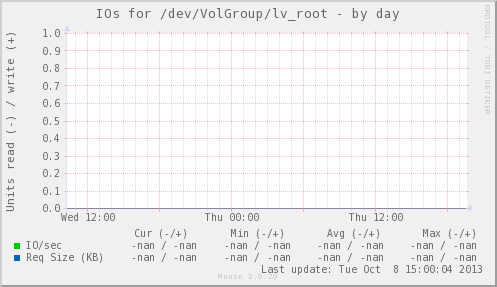 IOs for /dev/VolGroup/lv_root - by day
RRDTOOL / TOBI OETIKER
Units read (-) / write (+)
1.0
0.9
0.8
0.7
0.6
0.5
0.4
0.3
0.2
0.1
0.0
Wed 12:00 Thu 00:00 Thu 12:00
Cur (-/+) Min (-/+) Avg (-/+) Max (-/+)
IO/sec -nan / -nan -nan / -nan -nan / -nan -nan / -nan
Req Size (KB) -nan / -nan -nan / -nan -nan / -nan -nan / -nan
Last update: Tue Oct 8 15:00:04 2013
Munin 2.0.20